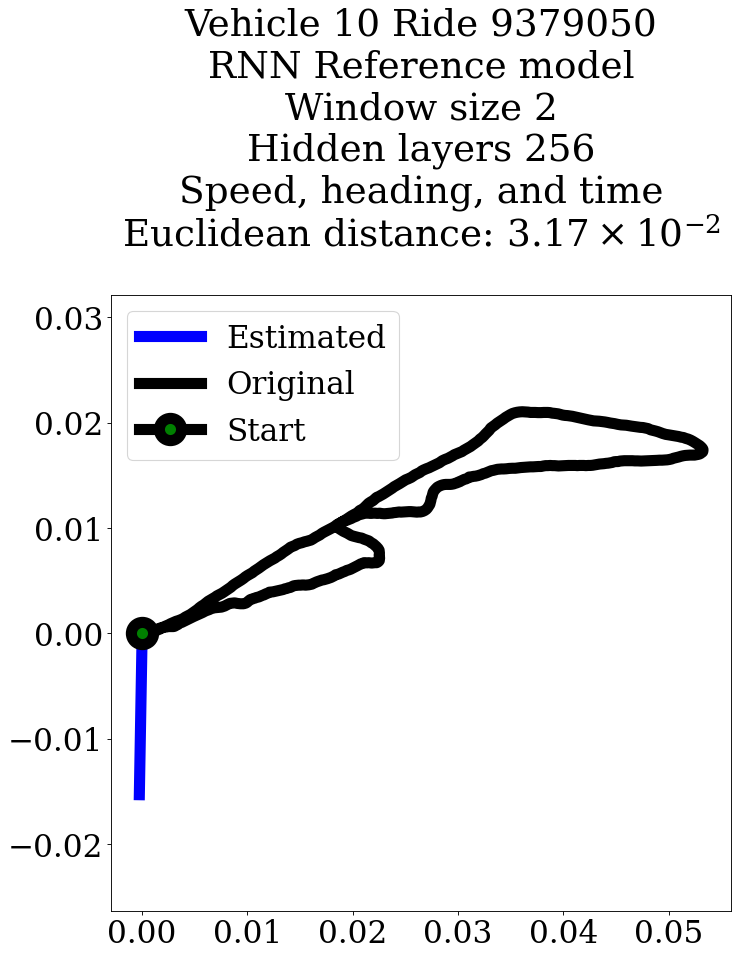 Vehicle 10 Ride 9379050
RNN Reference model
Window size 2
Hidden layers 256
Speed, heading, and time
Euclidean distance: 3.17 × 10⁻²
Estimated
Original
Start
0.03
0.02
0.01
0.00
−0.01
−0.02
0.00 0.01 0.02 0.03 0.04 0.05